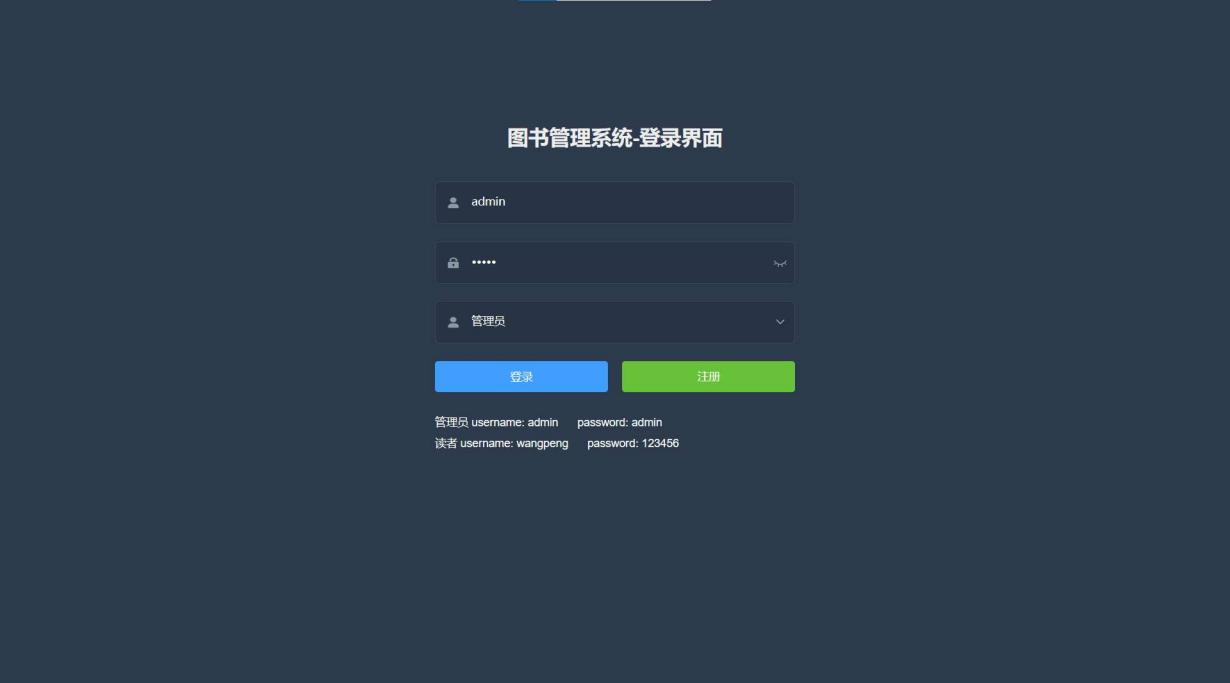 图书管理系统-登录界面
admin
•••••
管理员
登录 注册
管理员 username: admin password: admin
读者 username: wangpeng password: 123456